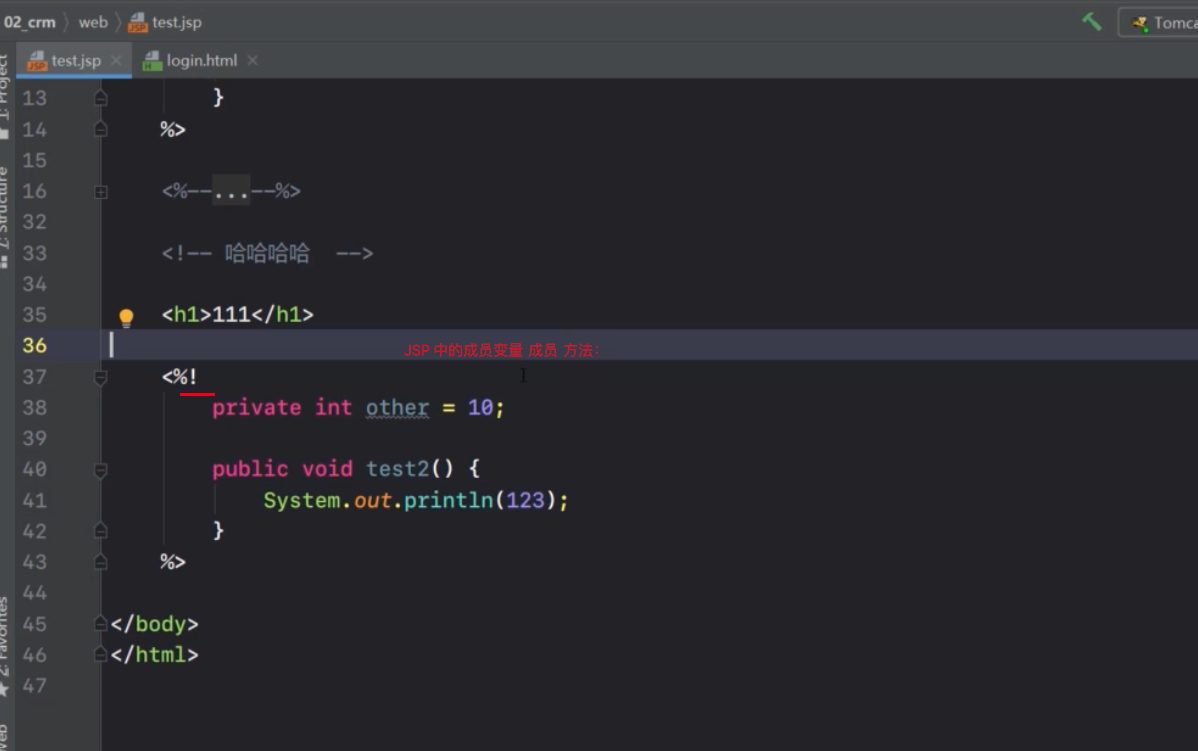 02_crm 〉 web 〉 test.jsp
Tomca
test.jsp × login.html ×
1: Project
Z: Structure
2: Favorites
13 }
14 %>
15
16 <%--...--%>
32
33 <!-- 哈哈哈哈 -->
34
35 <h1>111</h1>
36 JSP 中的成员变量 成员 方法：
37 <%!
38 private int other = 10;
39
40 public void test2() {
41 System.out.println(123);
42 }
43 %>
44
45 </body>
46 </html>
47